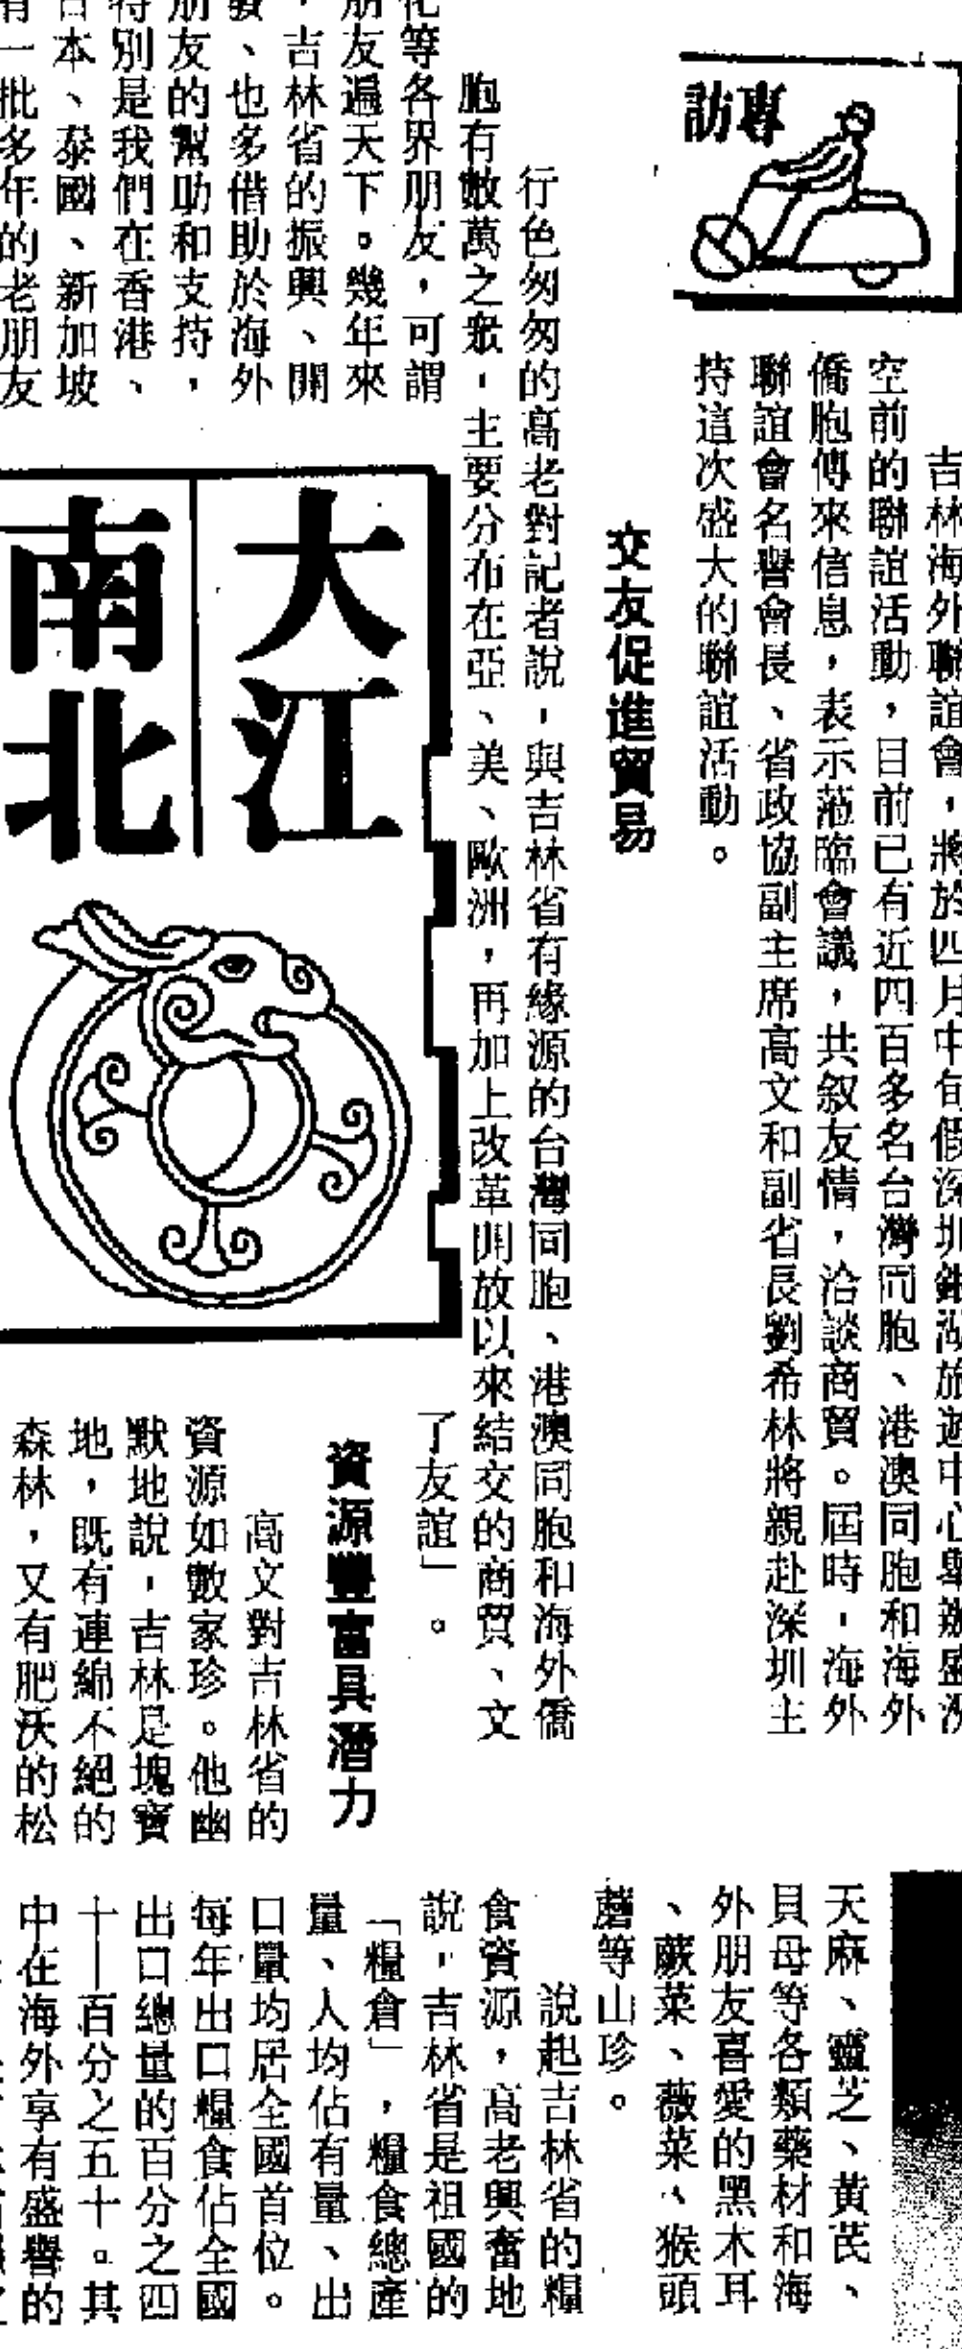 專訪
吉林海外聯誼會，將於四月中旬假深圳銀湖旅遊中心舉辦盛況
空前的聯誼活動，目前已有近四百多名台灣同胞、港澳同胞和海外
僑胞傳來信息，表示蒞臨會議，共敘友情，洽談商貿。屆時，海外
聯誼會名譽會長、省政協副主席高文和副省長劉希林將親赴深圳主
持這次盛大的聯誼活動。
交友促進貿易
行色匆匆的高老對記者說，與吉林省有緣源的台灣同胞、港澳同胞和海外僑
胞有數萬之眾，主要分布在亞、美、歐洲，再加上改革開放以來結交的商貿、文
化等各界朋友，可謂
朋友遍天下。幾年來
，吉林省的振興、開
發、也多借助於海外
朋友的幫助和支持，
特別是我們在香港、
日本、泰國、新加坡
有一批多年的老朋友
大江
南北
了友誼」。
資源豐富具潛力
高文對吉林省的
資源如數家珍。他幽
默地說，吉林是塊寶
地，既有連綿不絕的
森林，又有肥沃的松
天麻、靈芝、黃芪、
貝母等各類藥材和海
外朋友喜愛的黑木耳
、蕨菜、薇菜、猴頭
蘑等山珍。
說起吉林省的糧
食資源，高老興奮地
說，吉林省是祖國的
「糧倉」，糧食總產
量、人均佔有量、出
口量均居全國首位。
每年出口糧食佔全國
出口總量的百分之四
十—百分之五十。其
中在海外享有盛譽的